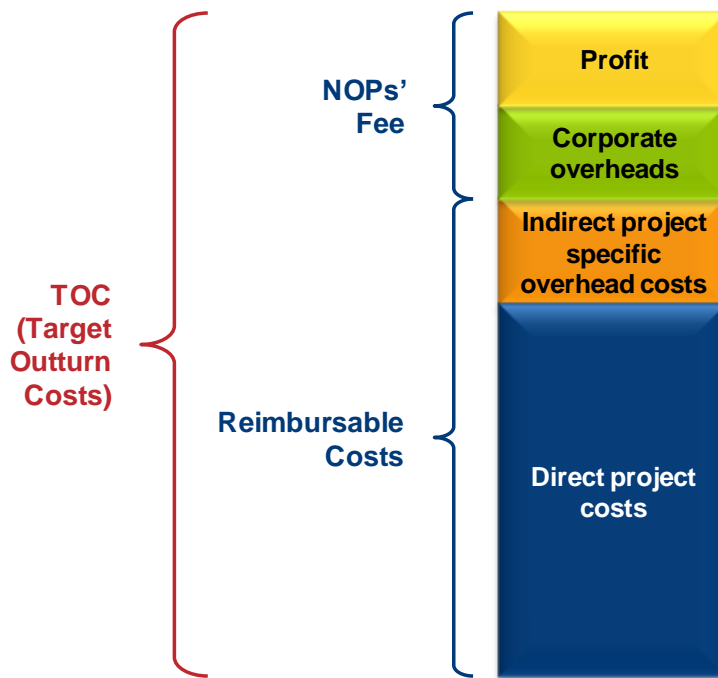 Profit
NOPs’
Fee
Corporate
overheads
Indirect project
specific
overhead costs
TOC
(Target
Outturn
Costs)
Reimbursable
Costs
Direct project
costs